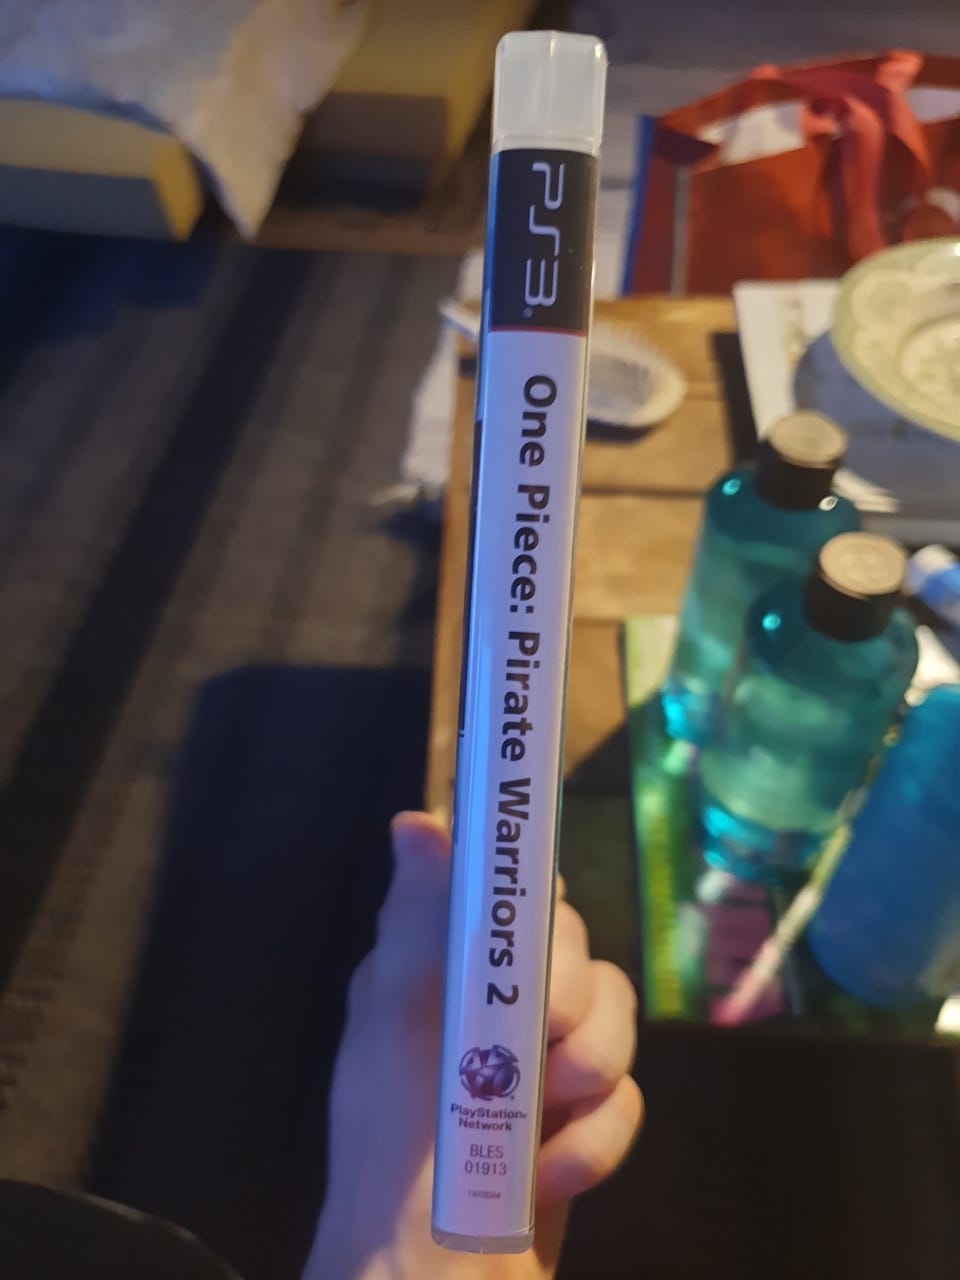 PS3
One Piece: Pirate Warriors 2
PlayStation®
Network
BLES
01913